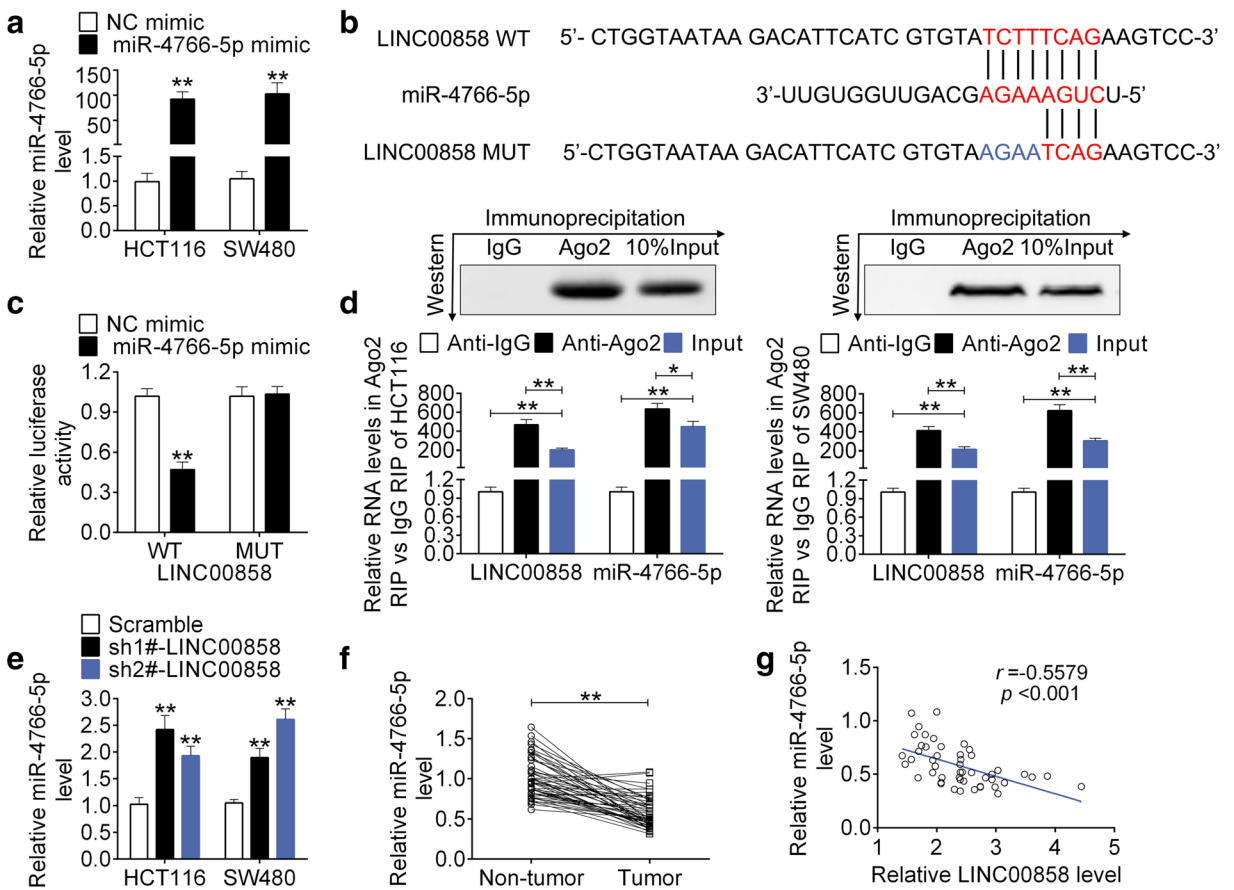 a
NC mimic
miR-4766-5p mimic
Relative miR-4766-5p
level
150
100
50
1.5
1.0
0.5
0.0
** **
HCT116 SW480
b
LINC00858 WT 5'- CTGGTAATAA GACATTCATC GTGTATCTTTCAGAAGTCC-3'
miR-4766-5p 3'-UUGUGGUUGACGAGAAAGUCU-5'
LINC00858 MUT 5'-CTGGTAATAA GACATTCATC GTGTAAGAATCAGAAGTCC-3'
c
NC mimic
miR-4766-5p mimic
Relative luciferase
activity
1.2
0.9
0.6
0.3
0.0
**
WT MUT
LINC00858
d
Immunoprecipitation
Western
IgG Ago2 10%Input
Anti-IgG Anti-Ago2 Input
Relative RNA levels in Ago2
RIP vs IgG RIP of HCT116
800
600
400
200
1.2
0.9
0.6
0.3
0.0
**
**
*
**
LINC00858 miR-4766-5p
Immunoprecipitation
Western
IgG Ago2 10%Input
Anti-IgG Anti-Ago2 Input
Relative RNA levels in Ago2
RIP vs IgG RIP of SW480
800
600
400
200
1.2
0.9
0.6
0.3
0.0
**
**
**
**
LINC00858 miR-4766-5p
e
Scramble
sh1#-LINC00858
sh2#-LINC00858
Relative miR-4766-5p
level
3.0
2.5
2.0
1.5
1.0
0.5
0.0
** ** ** **
HCT116 SW480
f
Relative miR-4766-5p
level
2.0
1.5
1.0
0.5
0.0
**
Non-tumor Tumor
g
Relative miR-4766-5p
level
1.5
1.0
0.5
0.0
r =-0.5579
p <0.001
1 2 3 4 5
Relative LINC00858 level